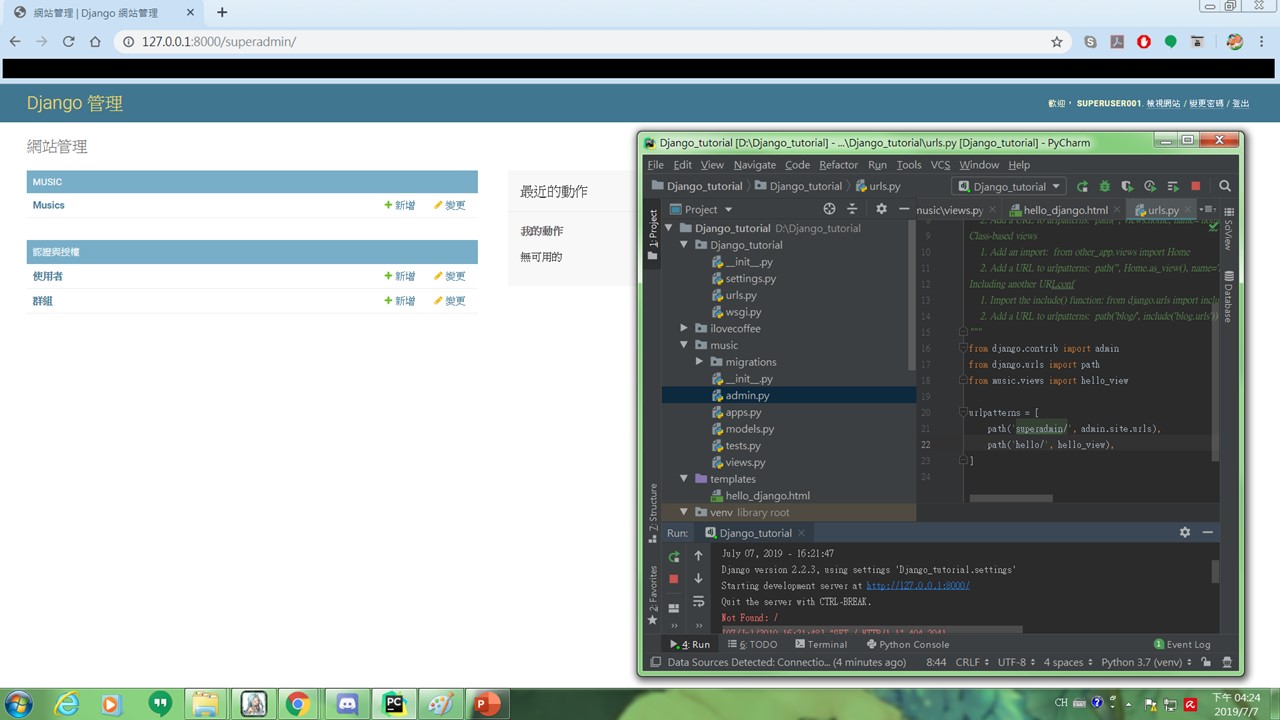 網站管理 | Django 網站管理
127.0.0.1:8000/superadmin/
Django 管理
歡迎， SUPERUSER001. 檢視網站 / 變更密碼 / 登出
網站管理
MUSIC
Musics 新增 變更
認證與授權
使用者 新增 變更
群組 新增 變更
最近的動作
我的動作
無可用的
Django_tutorial [D:\Django_tutorial] - ...\Django_tutorial\urls.py [Django_tutorial] - PyCharm
File Edit View Navigate Code Refactor Run Tools VCS Window Help
Django_tutorial Django_tutorial urls.py Django_tutorial
Project
music\views.py hello_django.html urls.py
1: Project
Django_tutorial D:\Django_tutorial
Django_tutorial
__init__.py
settings.py
urls.py
wsgi.py
ilovecoffee
music
migrations
__init__.py
admin.py
apps.py
models.py
tests.py
views.py
templates
hello_django.html
venv library root
9 Class-based views
10 1. Add an import: from other_app.views import Home
11 2. Add a URL to urlpatterns: path('', Home.as_view(), name='
12 Including another URLconf
13 1. Import the include() function: from django.urls import inclu
14 2. Add a URL to urlpatterns: path('blog/', include('blog.urls'))
15 """
16 from django.contrib import admin
17 from django.urls import path
18 from music.views import hello_view
19
20 urlpatterns = [
21 path('superadmin/', admin.site.urls),
22 path('hello/', hello_view),
23 ]
24
SciView
Database
7: Structure
2: Favorites
Run: Django_tutorial
July 07, 2019 - 16:21:47
Django version 2.2.3, using settings 'Django_tutorial.settings'
Starting development server at http://127.0.0.1:8000/
Quit the server with CTRL-BREAK.
Not Found: /
4: Run 6: TODO Terminal Python Console 1 Event Log
Data Sources Detected: Connectio... (4 minutes ago) 8:44 CRLF UTF-8 4 spaces Python 3.7 (venv)
CH
下午 04:24
2019/7/7